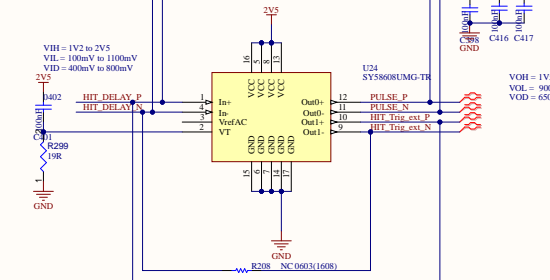 2V5
100nF
100nF
100nF
C398
C416
C417
GND
VIH = 1V2 to 2V5
VIL = 100mV to 1100mV
VID = 400mV to 800mV
2V5
16
5
8
13
VCC
VCC
VCC
VCC
U24
SY58608UMG-TR
VOH = 1V
VOL = 900
VOD = 650
HIT_DELAY_P
HIT_DELAY_N
1
4
3
2
In+
In-
VrefAC
VT
Out0+
Out0-
Out1+
Out1-
12
11
10
9
PULSE_P
PULSE_N
HIT_Trig_ext_P
HIT_Trig_ext_N
C401
R299
19R
1
GND
GND
GND
GND
GND
GND
15
6
7
14
17
GND
R208
NC 0603(1608)